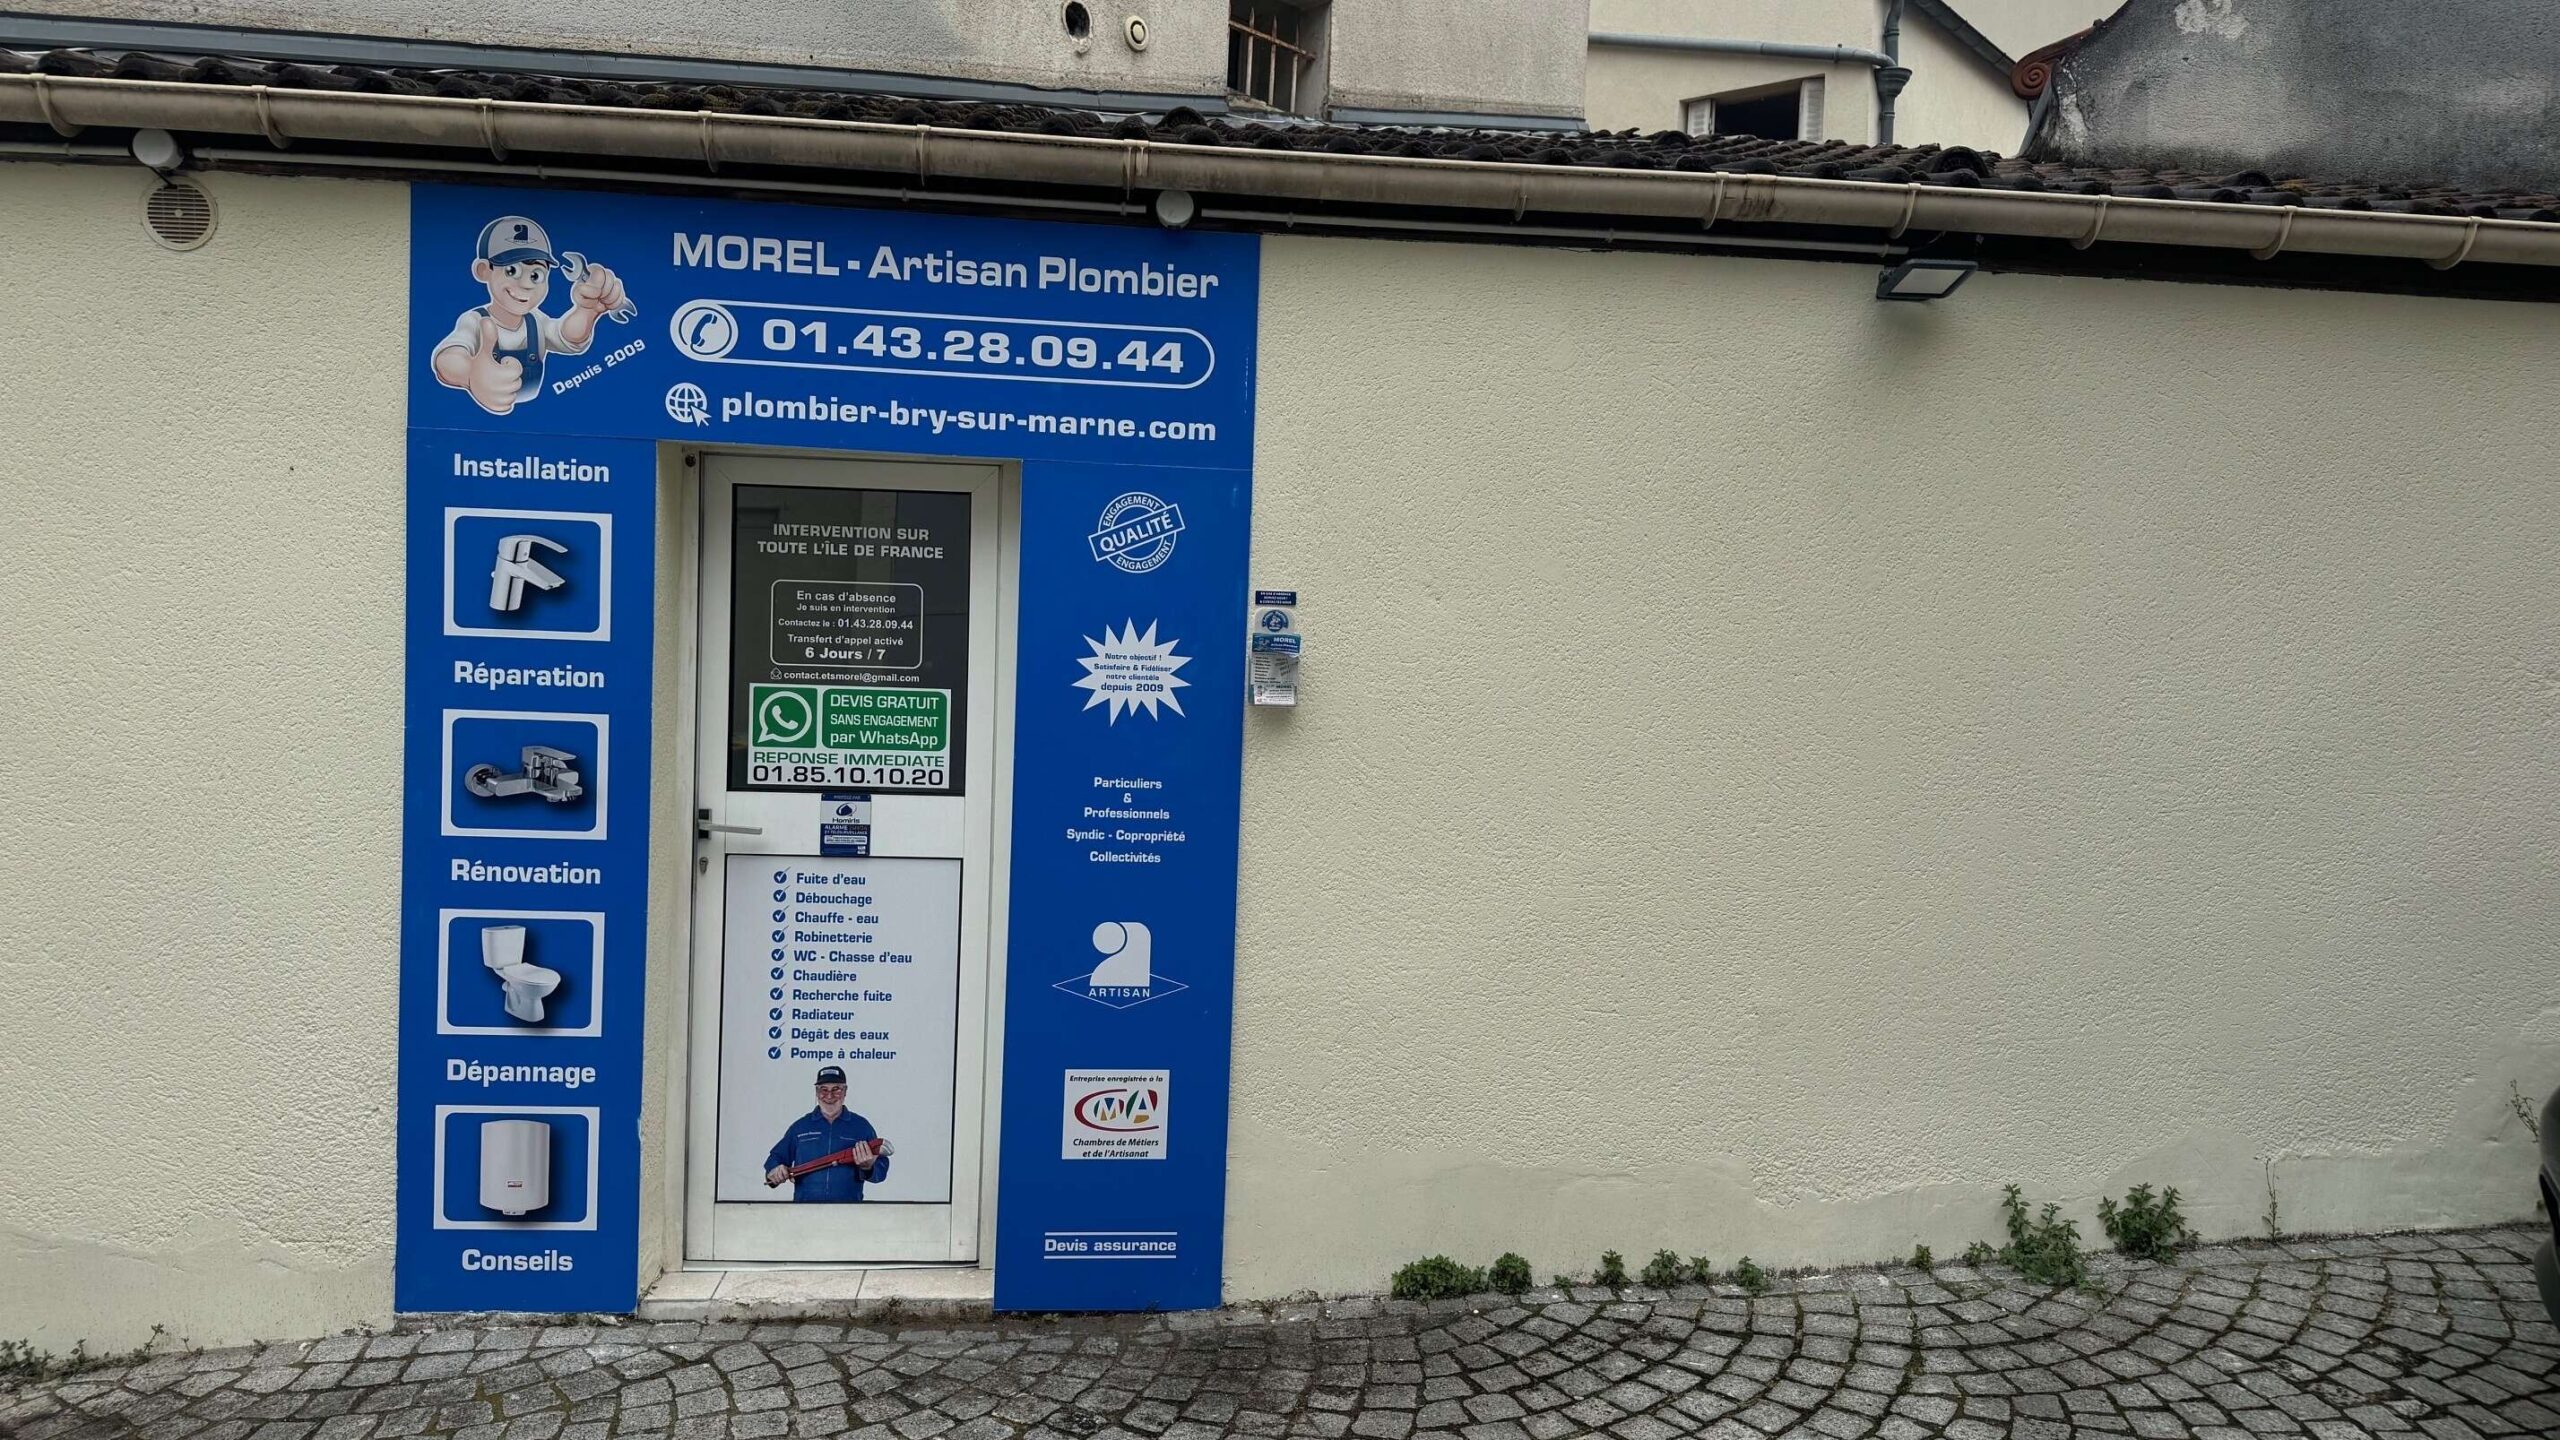 MOREL - Artisan Plombier
01.43.28.09.44
plombier-bry-sur-marne.com
Depuis 2009
Installation
Réparation
Rénovation
Dépannage
Conseils
INTERVENTION SUR
TOUTE L'ÎLE DE FRANCE
En cas d'absence
Je suis en intervention
Contactez le : 01.43.28.09.44
Transfert d'appel activé
6 Jours / 7
contact.etsmorel@gmail.com
DEVIS GRATUIT
SANS ENGAGEMENT
par WhatsApp
REPONSE IMMEDIATE
01.85.10.10.20
Homiris
ALARME
Fuite d'eau
Débouchage
Chauffe - eau
Robinetterie
WC - Chasse d'eau
Chaudière
Recherche fuite
Radiateur
Dégât des eaux
Pompe à chaleur
ENGAGEMENT
QUALITÉ
ENGAGEMENT
Notre objectif !
Satisfaire & Fidéliser
notre clientèle
depuis 2009
Particuliers
&
Professionnels
Syndic - Copropriété
Collectivités
ARTISAN
Entreprise enregistrée à la
CMA
Chambres de Métiers
et de l'Artisanat
Devis assurance
MOREL